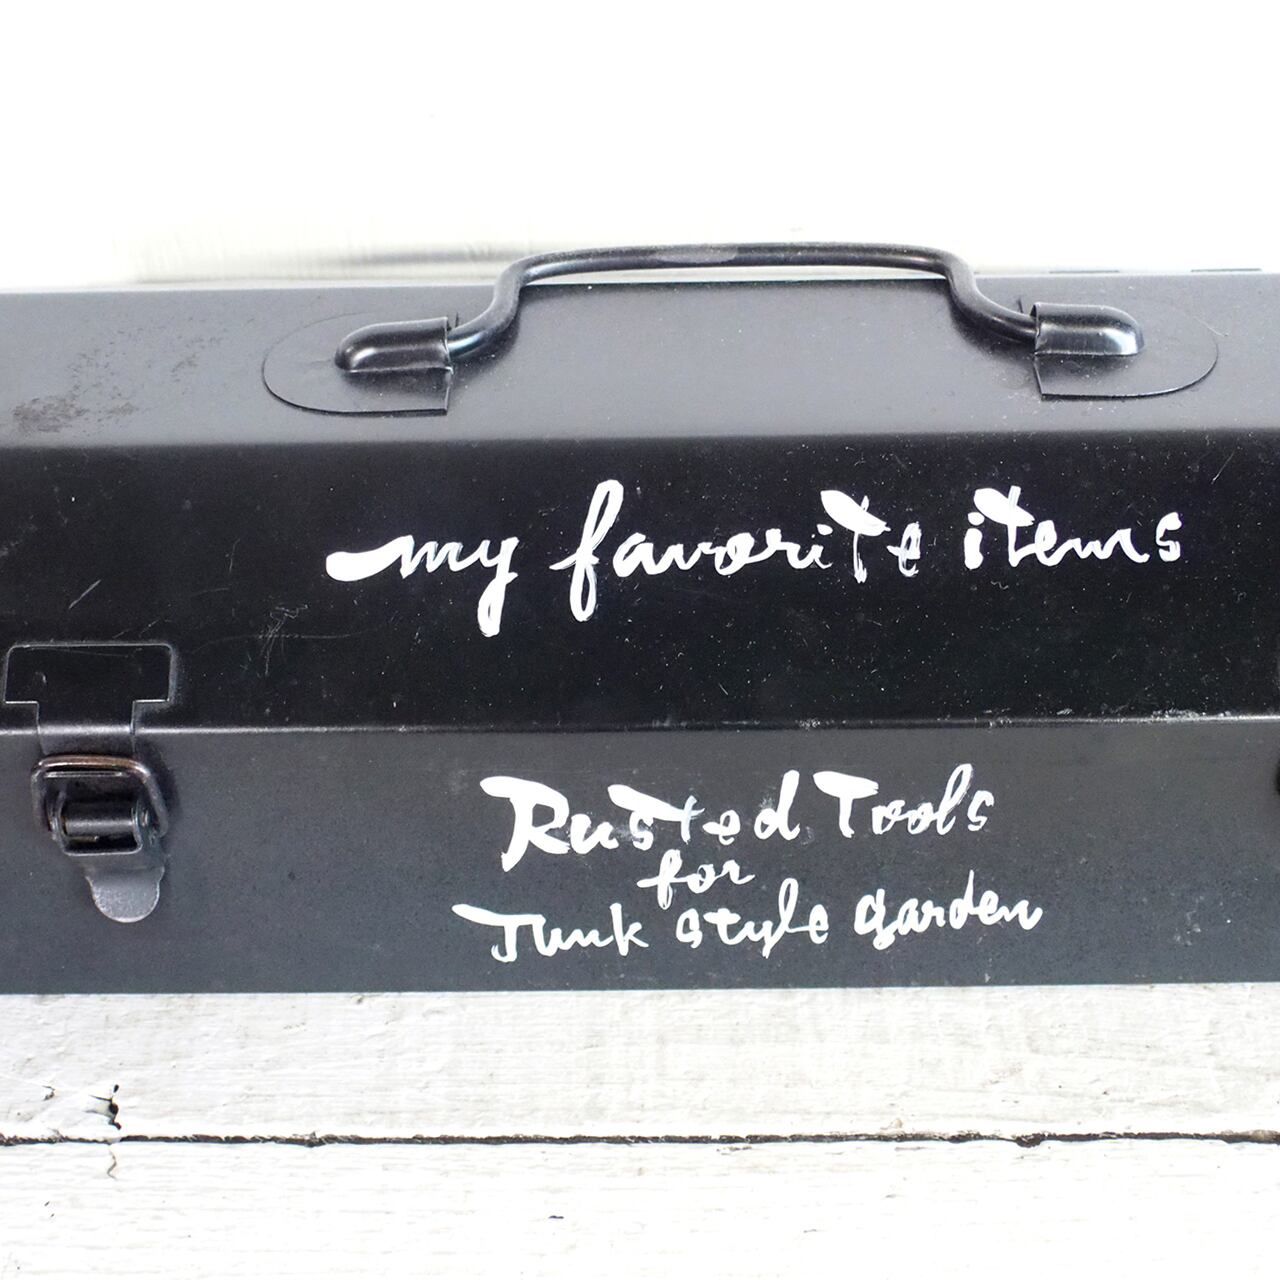 my favorite items
Rusted Tools
for
Junk Style garden